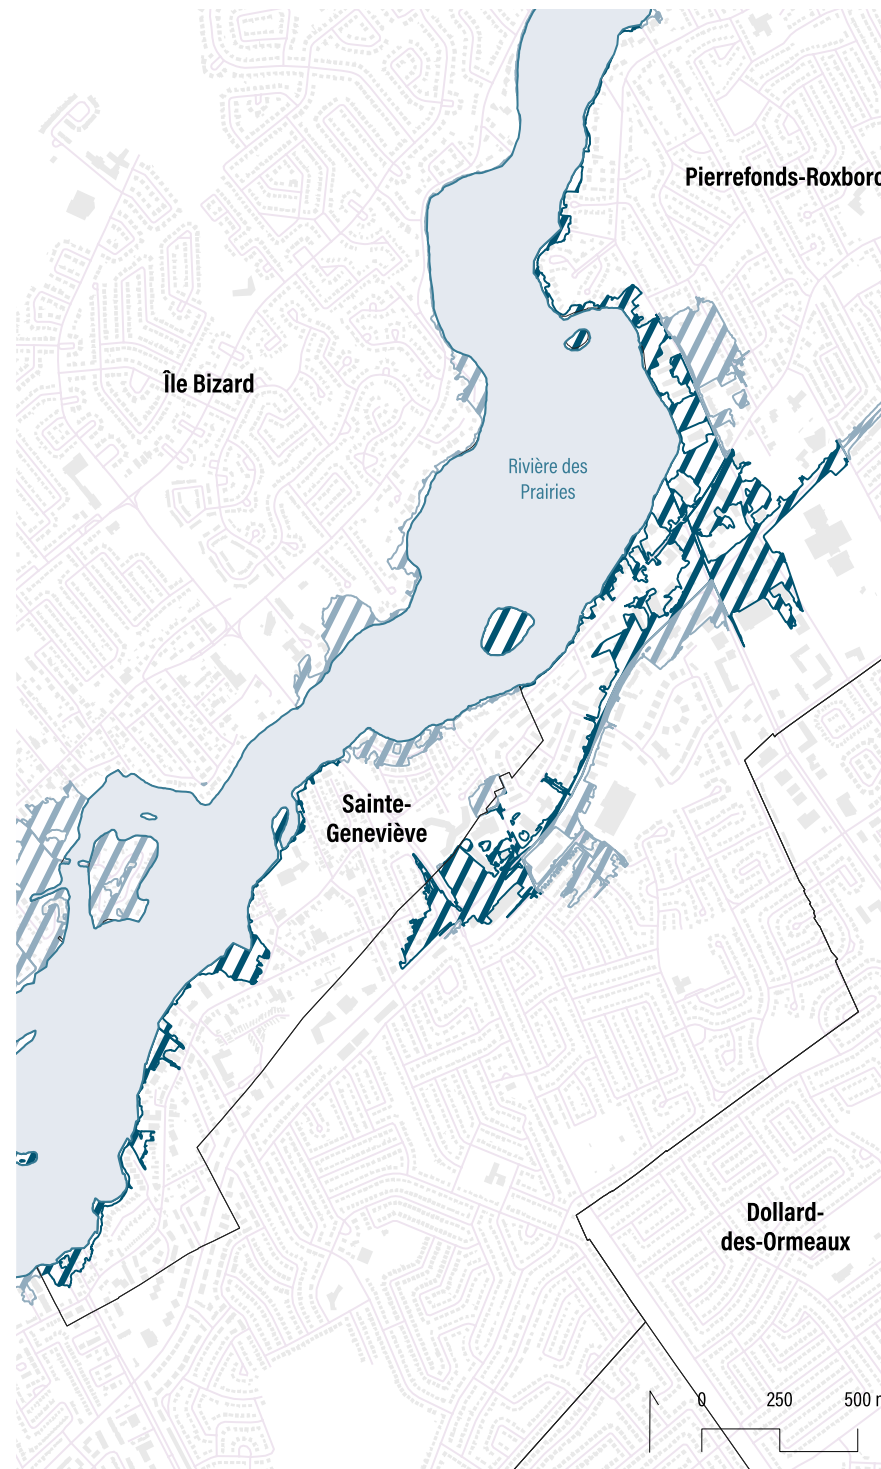 Pierrefonds-Roxboro
Île Bizard
Rivière des
Prairies
Sainte-
Geneviève
Dollard-
des-Ormeaux
0 250 500 m